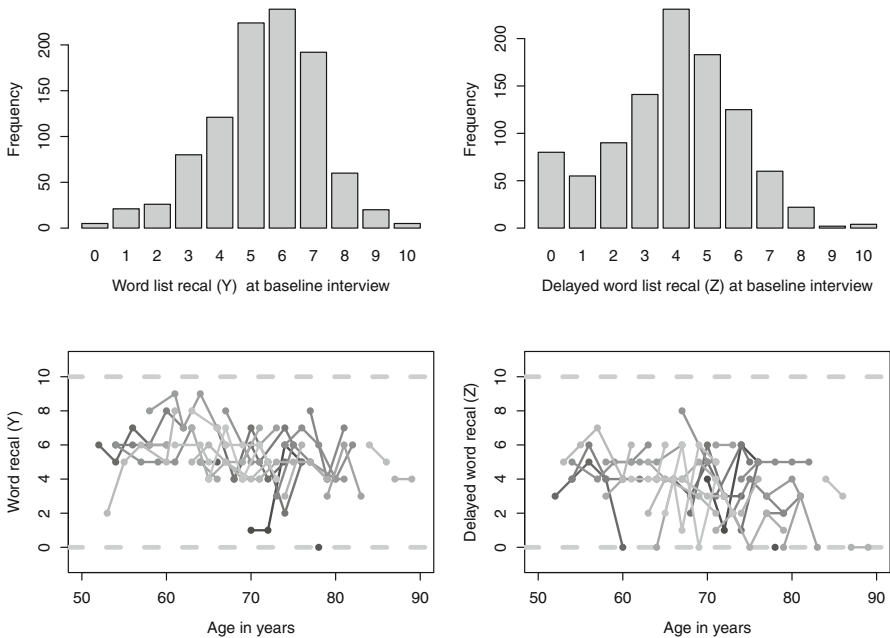 Frequency
0 50 100 150 200
0 1 2 3 4 5 6 7 8 9 10
Word list recal (Y) at baseline interview
Frequency
0 50 100 150 200
0 1 2 3 4 5 6 7 8 9 10
Delayed word list recal (Z) at baseline interview
Word recal (Y)
0 2 4 6 8 10
50 60 70 80 90
Age in years
Delayed word recal (Z)
0 2 4 6 8 10
50 60 70 80 90
Age in years